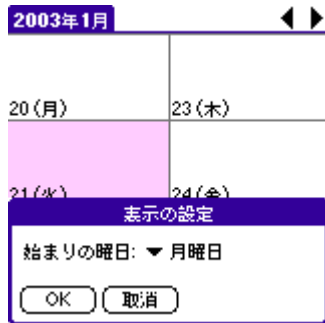 2003年1月
20(月) 23(木)
21(火) 24(金)
表示の設定
始まりの曜日: 月曜日
OK 取消